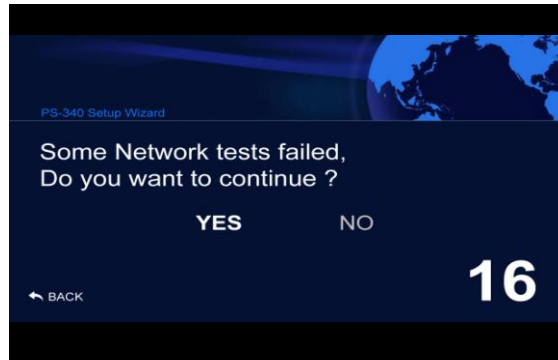 PS-340 Setup Wizard
Some Network tests failed,
Do you want to continue ?
YES NO
16
BACK